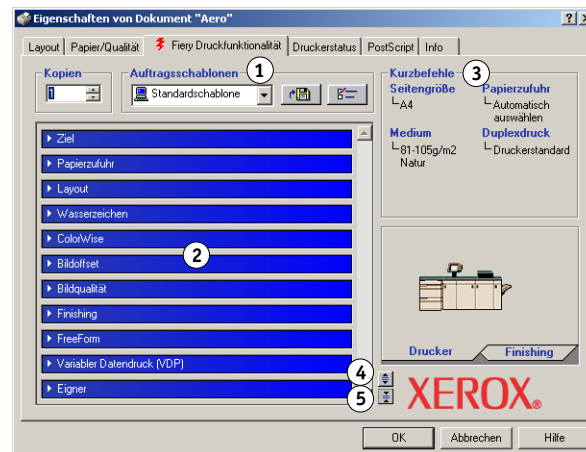 Eigenschaften von Dokument "Aero"
Layout Papier/Qualität Fiery Druckfunktionalität Druckerstatus PostScript Info
Kopien
1
Auftragsschablonen
1
Standardschablone
Kurzbefehle
3
Seitengröße
A4
Papierzufuhr
Automatisch
auswählen
Medium
81-105g/m2
Natur
Duplexdruck
Druckerstandard
Ziel
Papierzufuhr
Layout
Wasserzeichen
ColorWise
2
Bildoffset
Bildqualität
Finishing
FreeForm
Variabler Datendruck (VDP)
Eigner
Drucker Finishing
4
5
XEROX®
OK Abbrechen Hilfe